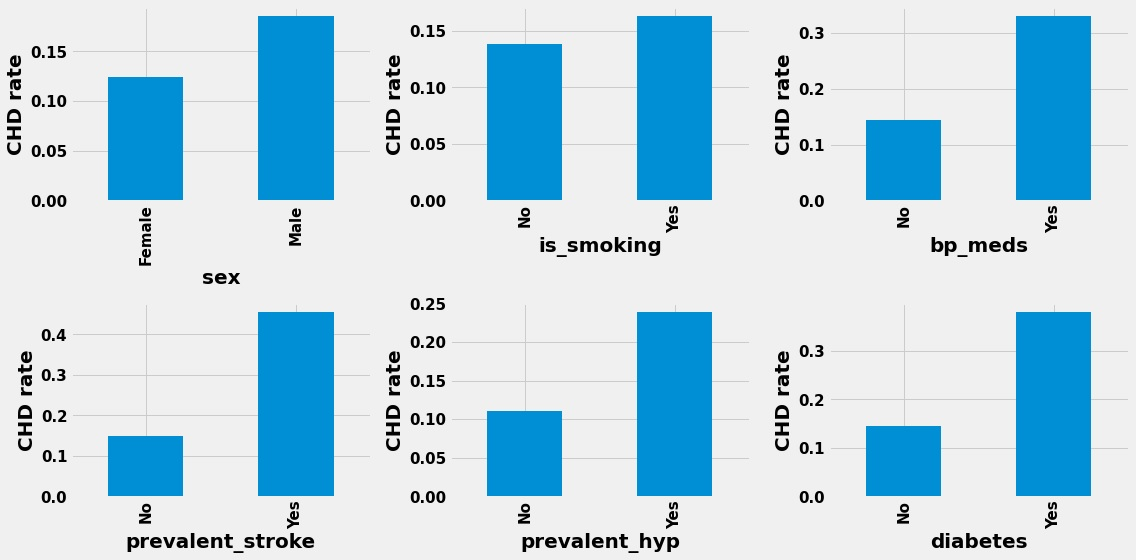 CHD rate
0.15
0.10
0.05
0.00
Female
Male
sex
CHD rate
0.15
0.10
0.05
0.00
No
Yes
is_smoking
CHD rate
0.3
0.2
0.1
0.0
No
Yes
bp_meds
CHD rate
0.4
0.3
0.2
0.1
0.0
No
Yes
prevalent_stroke
CHD rate
0.25
0.20
0.15
0.10
0.05
0.00
No
Yes
prevalent_hyp
CHD rate
0.3
0.2
0.1
0.0
No
Yes
diabetes